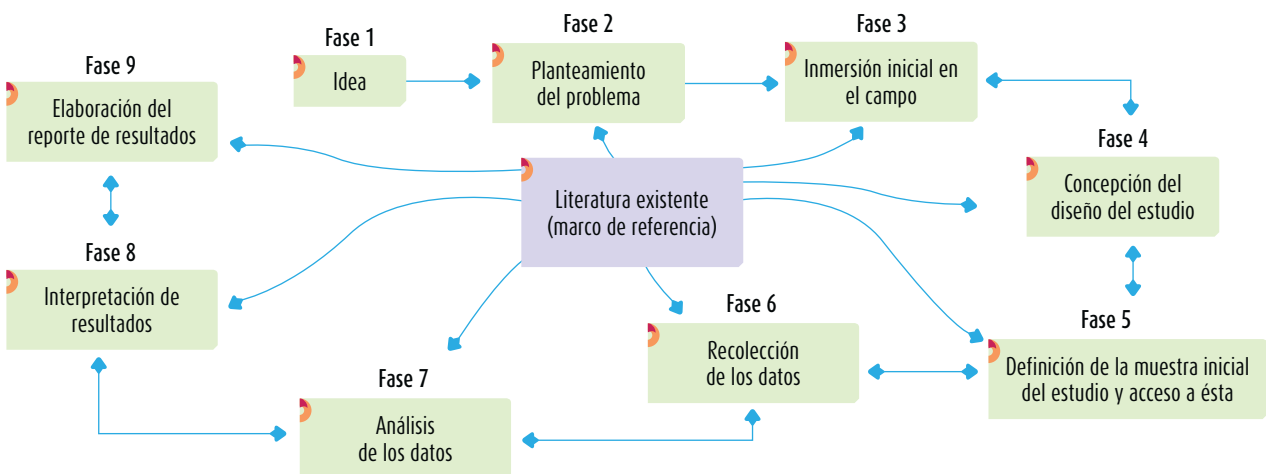 Fase 1
Idea
Fase 2
Planteamiento
del problema
Fase 3
Inmersión inicial en
el campo
Fase 4
Concepción del
diseño del estudio
Fase 5
Definición de la muestra inicial
del estudio y acceso a ésta
Fase 6
Recolección
de los datos
Fase 7
Análisis
de los datos
Fase 8
Interpretación de
resultados
Fase 9
Elaboración del
reporte de resultados
Literatura existente
(marco de referencia)